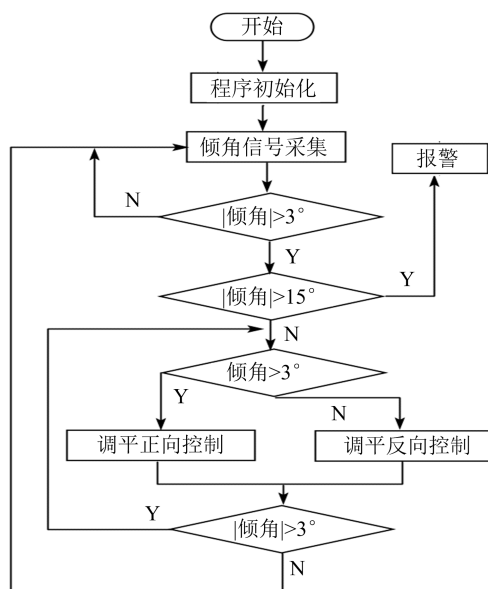 开始
程序初始化
倾角信号采集
报警
N
|倾角|>3°
Y
|倾角|>15°
Y
N
倾角>3°
Y
N
调平正向控制
调平反向控制
Y
|倾角|>3°
N